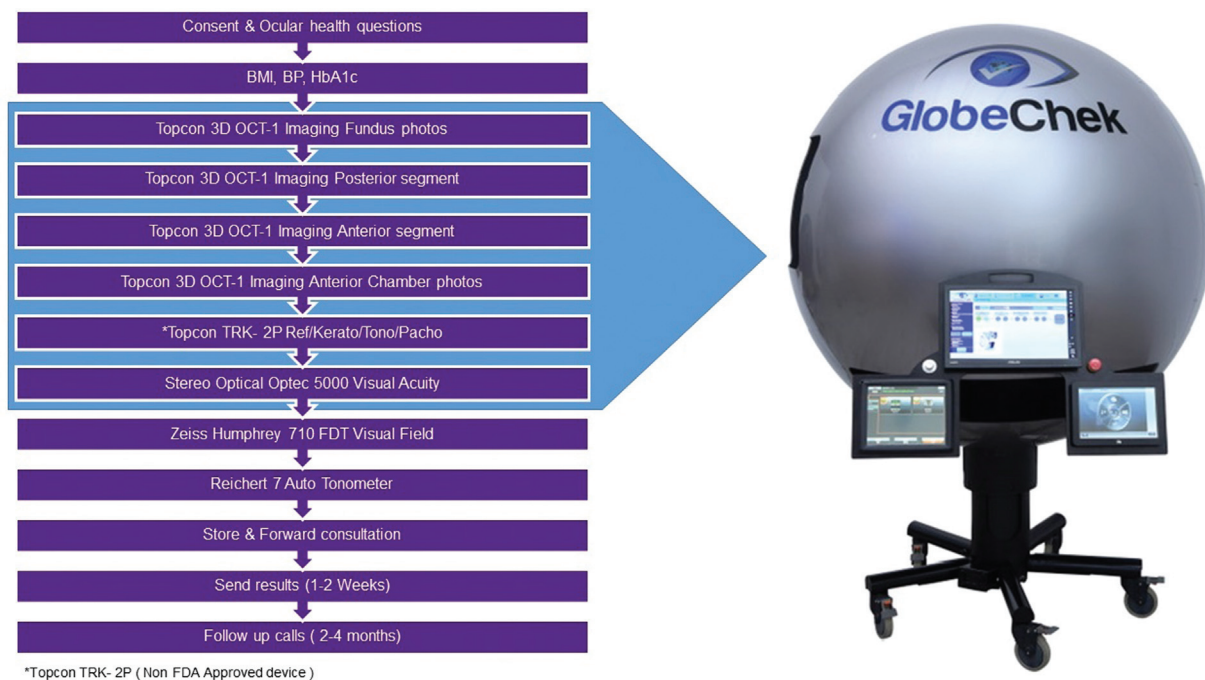 Consent & Ocular health questions
BMI, BP, HbA1c
Topcon 3D OCT-1 Imaging Fundus photos
Topcon 3D OCT-1 Imaging Posterior segment
Topcon 3D OCT-1 Imaging Anterior segment
Topcon 3D OCT-1 Imaging Anterior Chamber photos
*Topcon TRK- 2P Ref/Kerato/Tono/Pacho
Stereo Optical Optec 5000 Visual Acuity
Zeiss Humphrey 710 FDT Visual Field
Reichert 7 Auto Tonometer
Store & Forward consultation
Send results (1-2 Weeks)
Follow up calls ( 2-4 months)
*Topcon TRK- 2P ( Non FDA Approved device )
GlobeChek